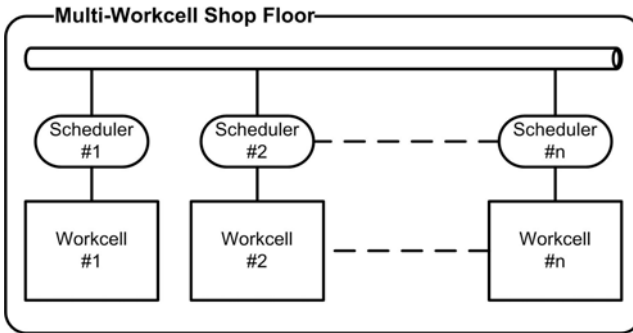 Multi-Workcell Shop Floor
Scheduler
#1
Scheduler
#2
Scheduler
#n
Workcell
#1
Workcell
#2
Workcell
#n